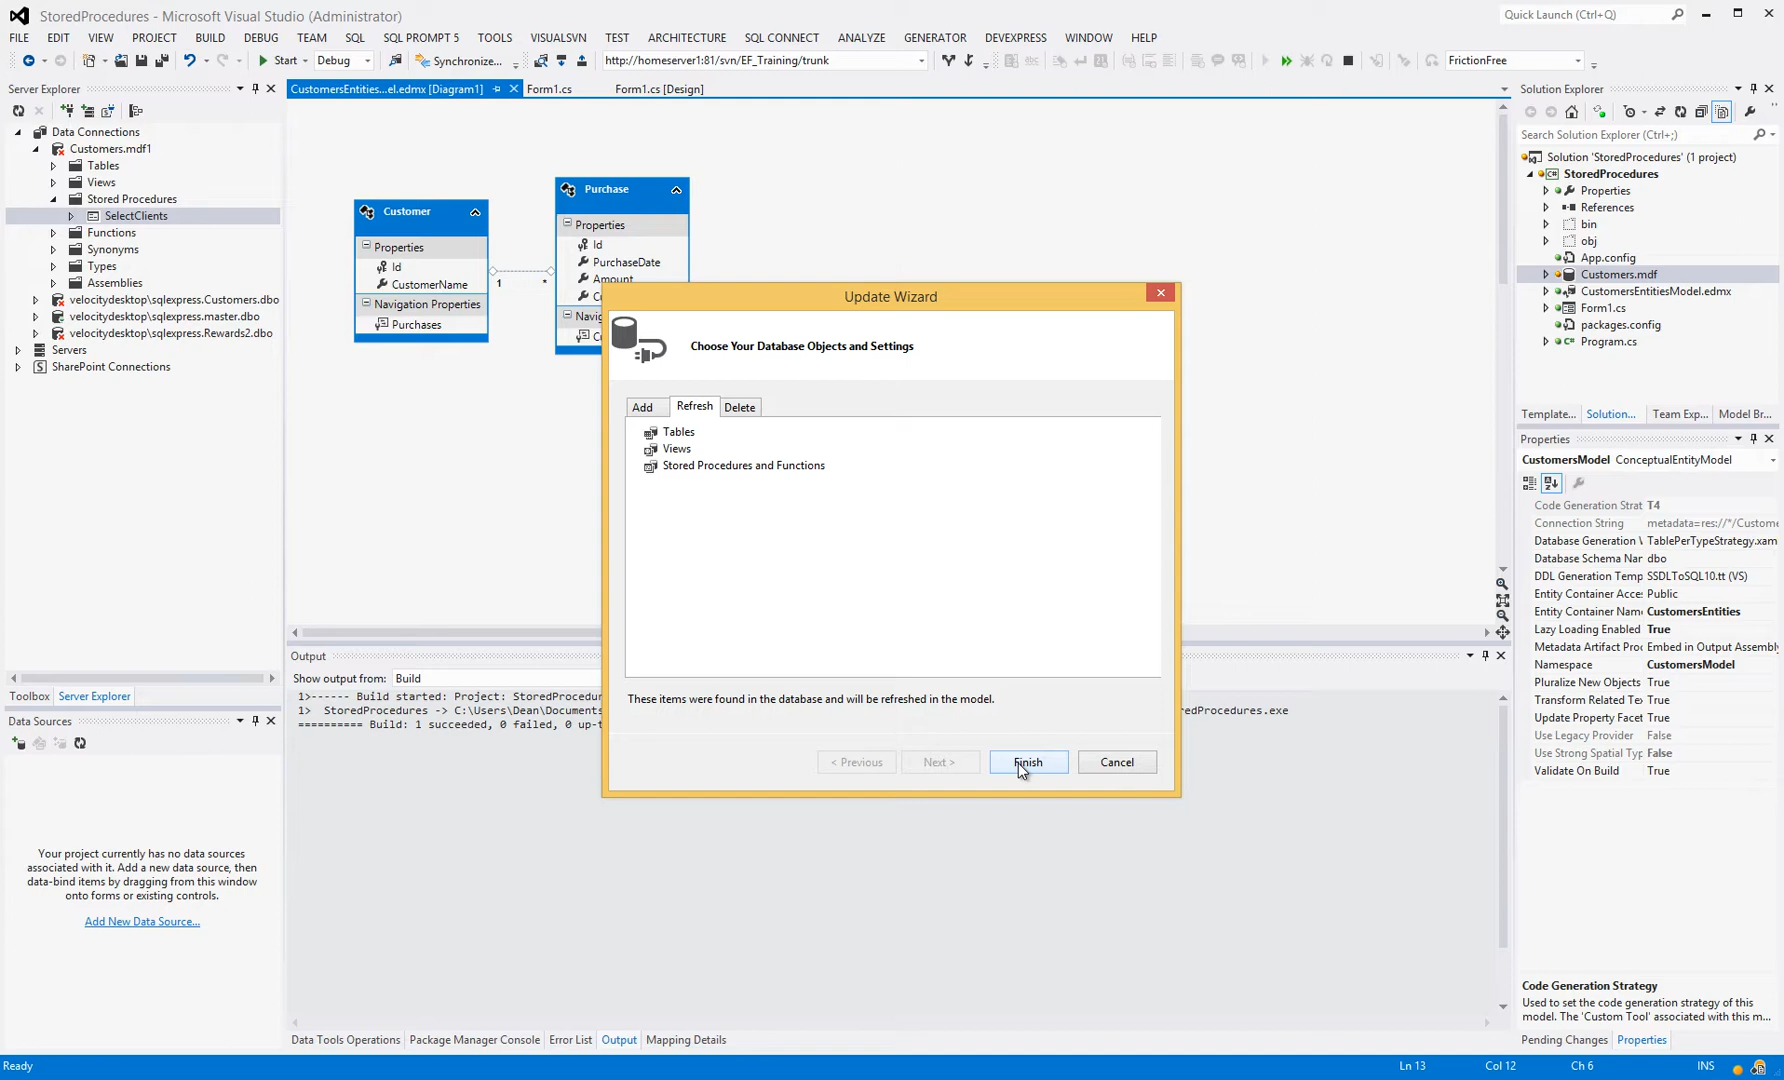 StoredProcedures - Microsoft Visual Studio (Administrator)
Quick Launch (Ctrl+Q)
FILE EDIT VIEW PROJECT BUILD DEBUG TEAM SQL SQL PROMPT 5 TOOLS VISUALSVN TEST ARCHITECTURE SQL CONNECT ANALYZE GENERATOR DEVEXPRESS WINDOW HELP
Start Debug Synchronize... http://homeserver1:81/svn/EF_Training/trunk FrictionFree
Server Explorer
CustomersEntities...el.edmx [Diagram1] Form1.cs Form1.cs [Design]
Data Connections
Customers.mdf1
Tables
Views
Stored Procedures
SelectClients
Functions
Synonyms
Types
Assemblies
velocitydesktop\sqlexpress.Customers.dbo
velocitydesktop\sqlexpress.master.dbo
velocitydesktop\sqlexpress.Rewards2.dbo
Servers
SharePoint Connections
Toolbox Server Explorer
Data Sources
Your project currently has no data sources
associated with it. Add a new data source, then
data-bind items by dragging from this window
onto forms or existing controls.
Add New Data Source...
Customer
Properties
Id
CustomerName
Navigation Properties
Purchases
1
*
Purchase
Properties
Id
PurchaseDate
Amount
Update Wizard
Choose Your Database Objects and Settings
Add Refresh Delete
Tables
Views
Stored Procedures and Functions
These items were found in the database and will be refreshed in the model.
< Previous Next > Finish Cancel
Output
Show output from: Build
1>------ Build started: Project: StoredProcedur
1> StoredProcedures -> C:\Users\Dean\Documents redProcedures.exe
========== Build: 1 succeeded, 0 failed, 0 up-t
Data Tools Operations Package Manager Console Error List Output Mapping Details
Solution Explorer
Search Solution Explorer (Ctrl+;)
Solution 'StoredProcedures' (1 project)
StoredProcedures
Properties
References
bin
obj
App.config
Customers.mdf
CustomersEntitiesModel.edmx
Form1.cs
packages.config
Program.cs
Template... Solution... Team Exp... Model Br...
Properties
CustomersModel ConceptualEntityModel
Code Generation Strat T4
Connection String metadata=res://*/Custome
Database Generation W TablePerTypeStrategy.xam
Database Schema Nam dbo
DDL Generation Temp SSDLToSQL10.tt (VS)
Entity Container Acces Public
Entity Container Name CustomersEntities
Lazy Loading Enabled True
Metadata Artifact Proc Embed in Output Assembly
Namespace CustomersModel
Pluralize New Objects True
Transform Related Tex True
Update Property Facet True
Use Legacy Provider False
Use Strong Spatial Typ False
Validate On Build True
Code Generation Strategy
Used to set the code generation strategy of this
model. The 'Custom Tool' associated with this m...
Pending Changes Properties
Ready Ln 13 Col 12 Ch 6 INS